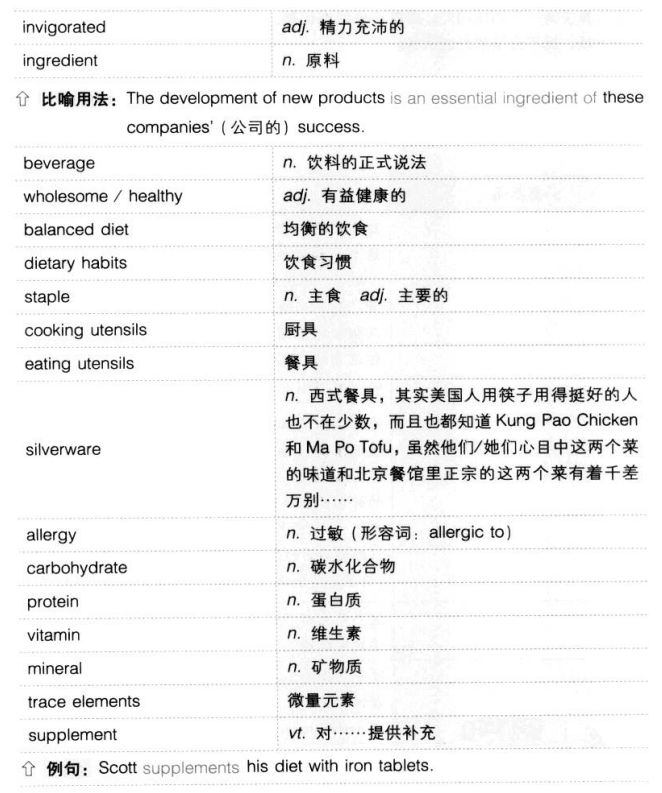 invigorated adj. 精力充沛的
ingredient n. 原料
⇧ 比喻用法：The development of new products is an essential ingredient of these
companies'（公司的）success.
beverage n. 饮料的正式说法
wholesome / healthy adj. 有益健康的
balanced diet 均衡的饮食
dietary habits 饮食习惯
staple n. 主食 adj. 主要的
cooking utensils 厨具
eating utensils 餐具
silverware n. 西式餐具，其实美国人用筷子用得挺好的人
也不在少数，而且也都知道 Kung Pao Chicken
和 Ma Po Tofu，虽然他们/她们心目中这两个菜
的味道和北京餐馆里正宗的这两个菜有着千差
万别……
allergy n. 过敏（形容词：allergic to）
carbohydrate n. 碳水化合物
protein n. 蛋白质
vitamin n. 维生素
mineral n. 矿物质
trace elements 微量元素
supplement vt. 对……提供补充
⇧ 例句：Scott supplements his diet with iron tablets.